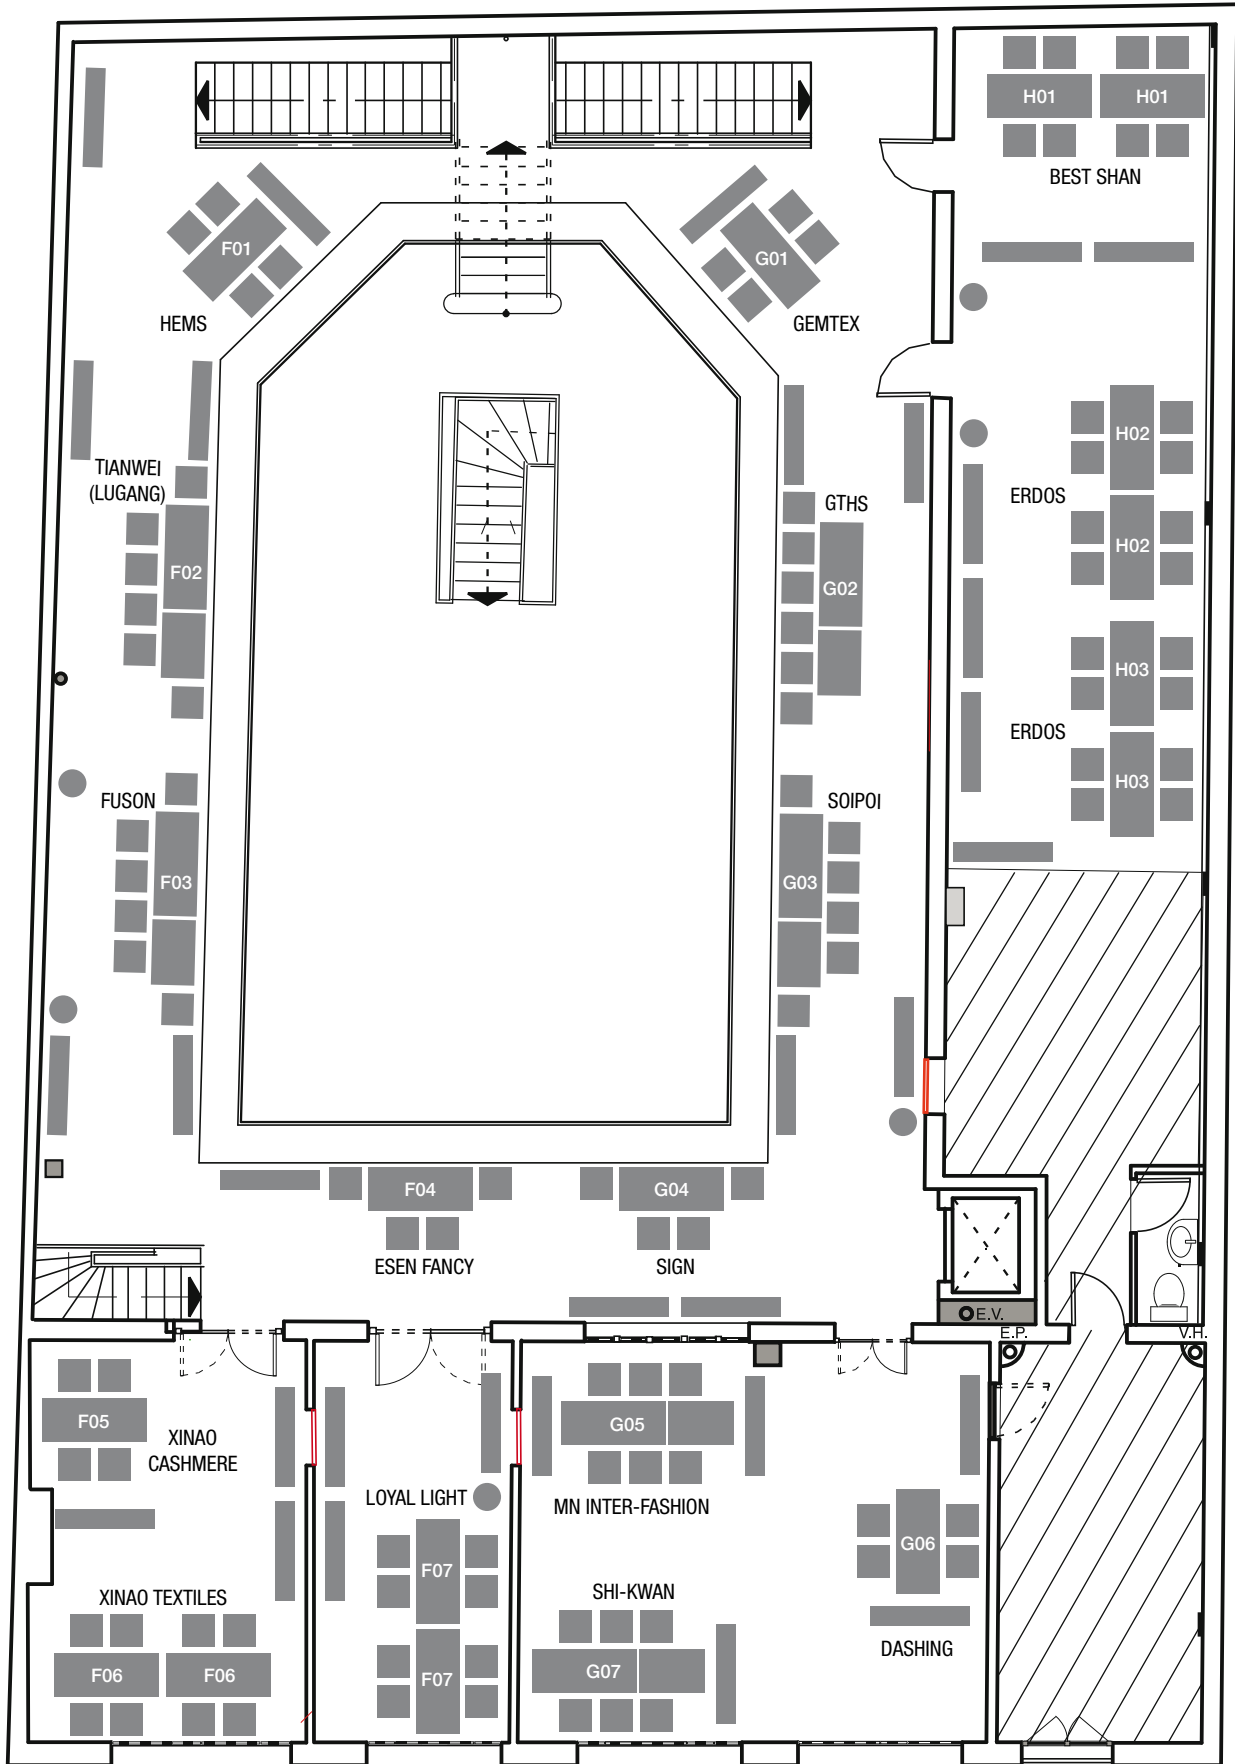 H01
H01
BEST SHAN
F01
HEMS
G01
GEMTEX
TIANWEI
(LUGANG)
F02
GTHS
G02
H02
ERDOS
H02
H03
ERDOS
H03
FUSON
F03
SOIPOI
G03
F04
ESEN FANCY
G04
SIGN
E.V.
E.P.
V.H.
F05
XINAO
CASHMERE
LOYAL LIGHT
G05
MN INTER-FASHION
G06
DASHING
XINAO TEXTILES
F06
F06
F07
F07
SHI-KWAN
G07